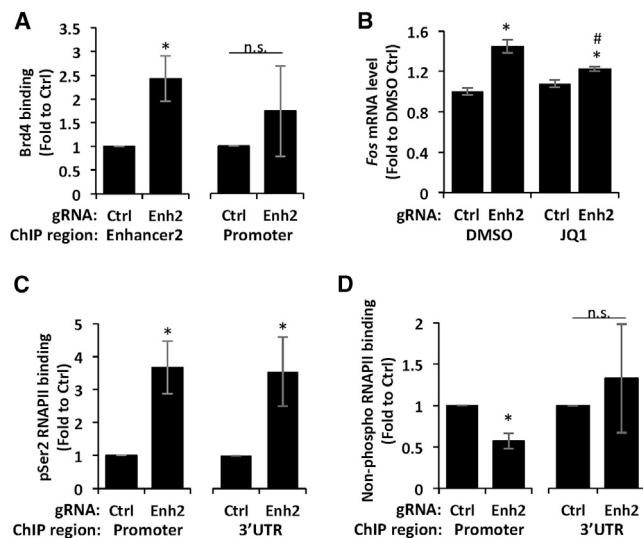 A
Brd4 binding
(Fold to Ctrl)
3
2.5
2
1.5
1
0.5
0
*
n.s.
gRNA: Ctrl Enh2 Ctrl Enh2
ChIP region: Enhancer2 Promoter
B
Fos mRNA level
(Fold to DMSO Ctrl)
1.6
1.2
0.8
0.4
0
*
#
*
gRNA: Ctrl Enh2 Ctrl Enh2
DMSO JQ1
C
pSer2 RNAPII binding
(Fold to Ctrl)
5
4
3
2
1
0
*
*
gRNA: Ctrl Enh2 Ctrl Enh2
ChIP region: Promoter 3'UTR
D
Non-phospho RNAPII binding
(Fold to Ctrl)
2
1.5
1
0.5
0
*
n.s.
gRNA: Ctrl Enh2 Ctrl Enh2
ChIP region: Promoter 3'UTR